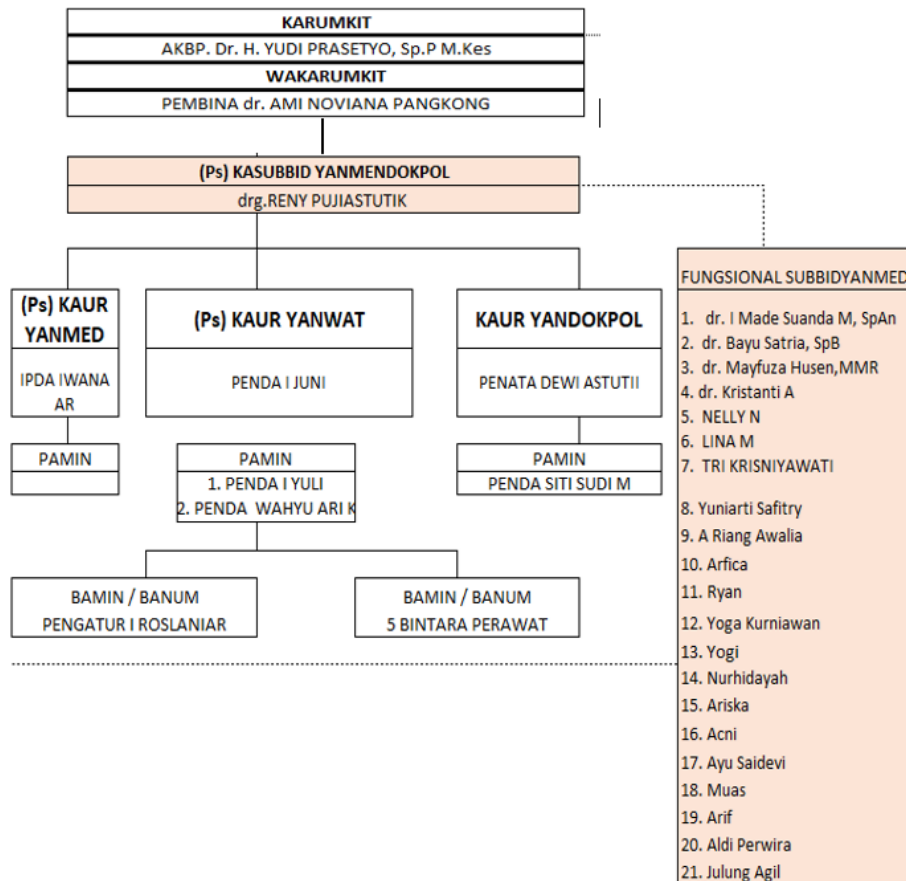 KARUMKIT
AKBP. Dr. H. YUDI PRASETYO, Sp.P M.Kes
WAKARUMKIT
PEMBINA dr. AMI NOVIANA PANGKONG
(Ps) KASUBBID YANMENDOKPOL
drg.RENY PUJIASTUTIK
(Ps) KAUR
YANMED
IPDA IWANA
AR
PAMIN
(Ps) KAUR YANWAT
PENDA I JUNI
PAMIN
1. PENDA I YULI
2. PENDA WAHYU ARI K
KAUR YANDOKPOL
PENATA DEWI ASTUTII
PAMIN
PENDA SITI SUDI M
BAMIN / BANUM
PENGATUR I ROSLANIAR
BAMIN / BANUM
5 BINTARA PERAWAT
FUNGSIONAL SUBBIDYANMED
1. dr. I Made Suanda M, SpAn
2. dr. Bayu Satria, SpB
3. dr. Mayfuza Husen,MMR
4. dr. Kristanti A
5. NELLY N
6. LINA M
7. TRI KRISNIYAWATI
8. Yuniarti Safitry
9. A Riang Awalia
10. Arfica
11. Ryan
12. Yoga Kurniawan
13. Yogi
14. Nurhidayah
15. Ariska
16. Acni
17. Ayu Saidevi
18. Muas
19. Arif
20. Aldi Perwira
21. Julung Agil